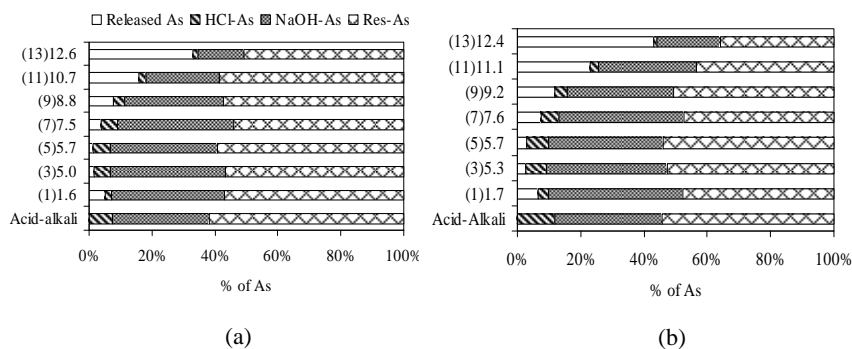 Released As HCl-As NaOH-As Res-As
(13)12.6
(11)10.7
(9)8.8
(7)7.5
(5)5.7
(3)5.0
(1)1.6
Acid-alkali
0% 20% 40% 60% 80% 100%
% of As
(a)
(13)12.4
(11)11.1
(9)9.2
(7)7.6
(5)5.7
(3)5.3
(1)1.7
Acid-Alkali
0% 20% 40% 60% 80% 100%
% of As
(b)